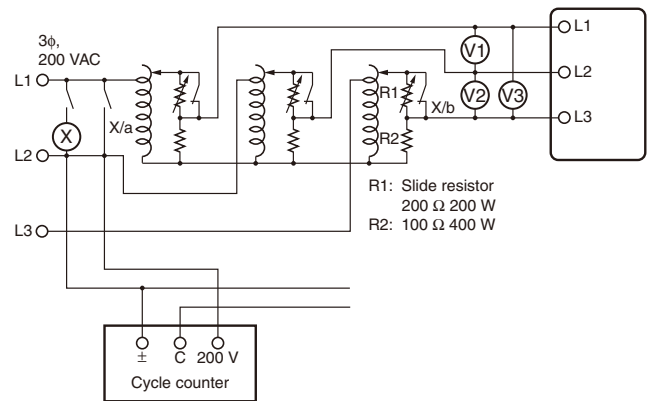 3ϕ,
200 VAC
L1
X
X/a
L2
L3
R1
X/b
R2
V1
V2
V3
L1
L2
L3
R1: Slide resistor
200 Ω 200 W
R2: 100 Ω 400 W
± C 200 V
Cycle counter